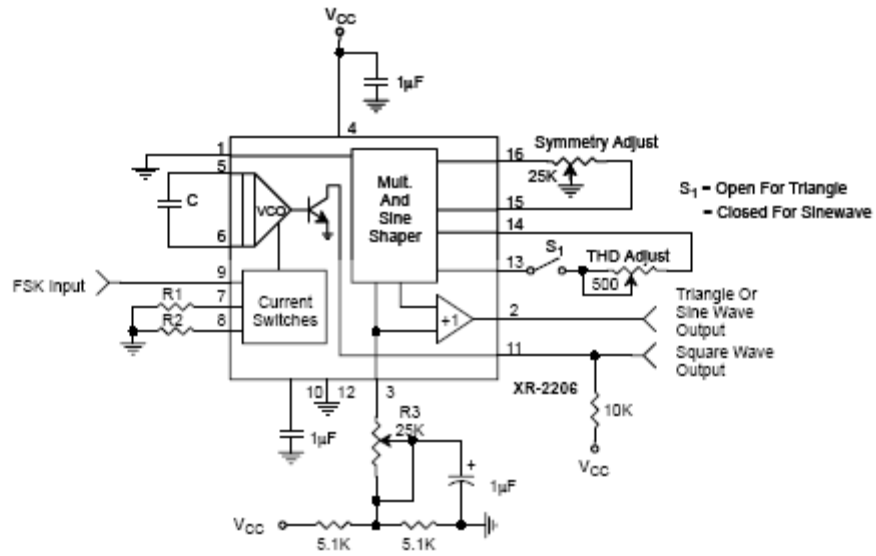 VCC
1µF
4
1
16
Symmetry Adjust
25K
5
C
VCO
6
Mult.
And
Sine
Shaper
15
14
S1 – Open For Triangle
– Closed For Sinewave
13
S1
THD Adjust
500
FSK Input
9
R1
7
R2
8
Current
Switches
+1
2
Triangle Or
Sine Wave
Output
11
Square Wave
Output
XR-2206
10
12
3
1µF
R3
25K
10K
VCC
1µF
+
VCC
5.1K
5.1K